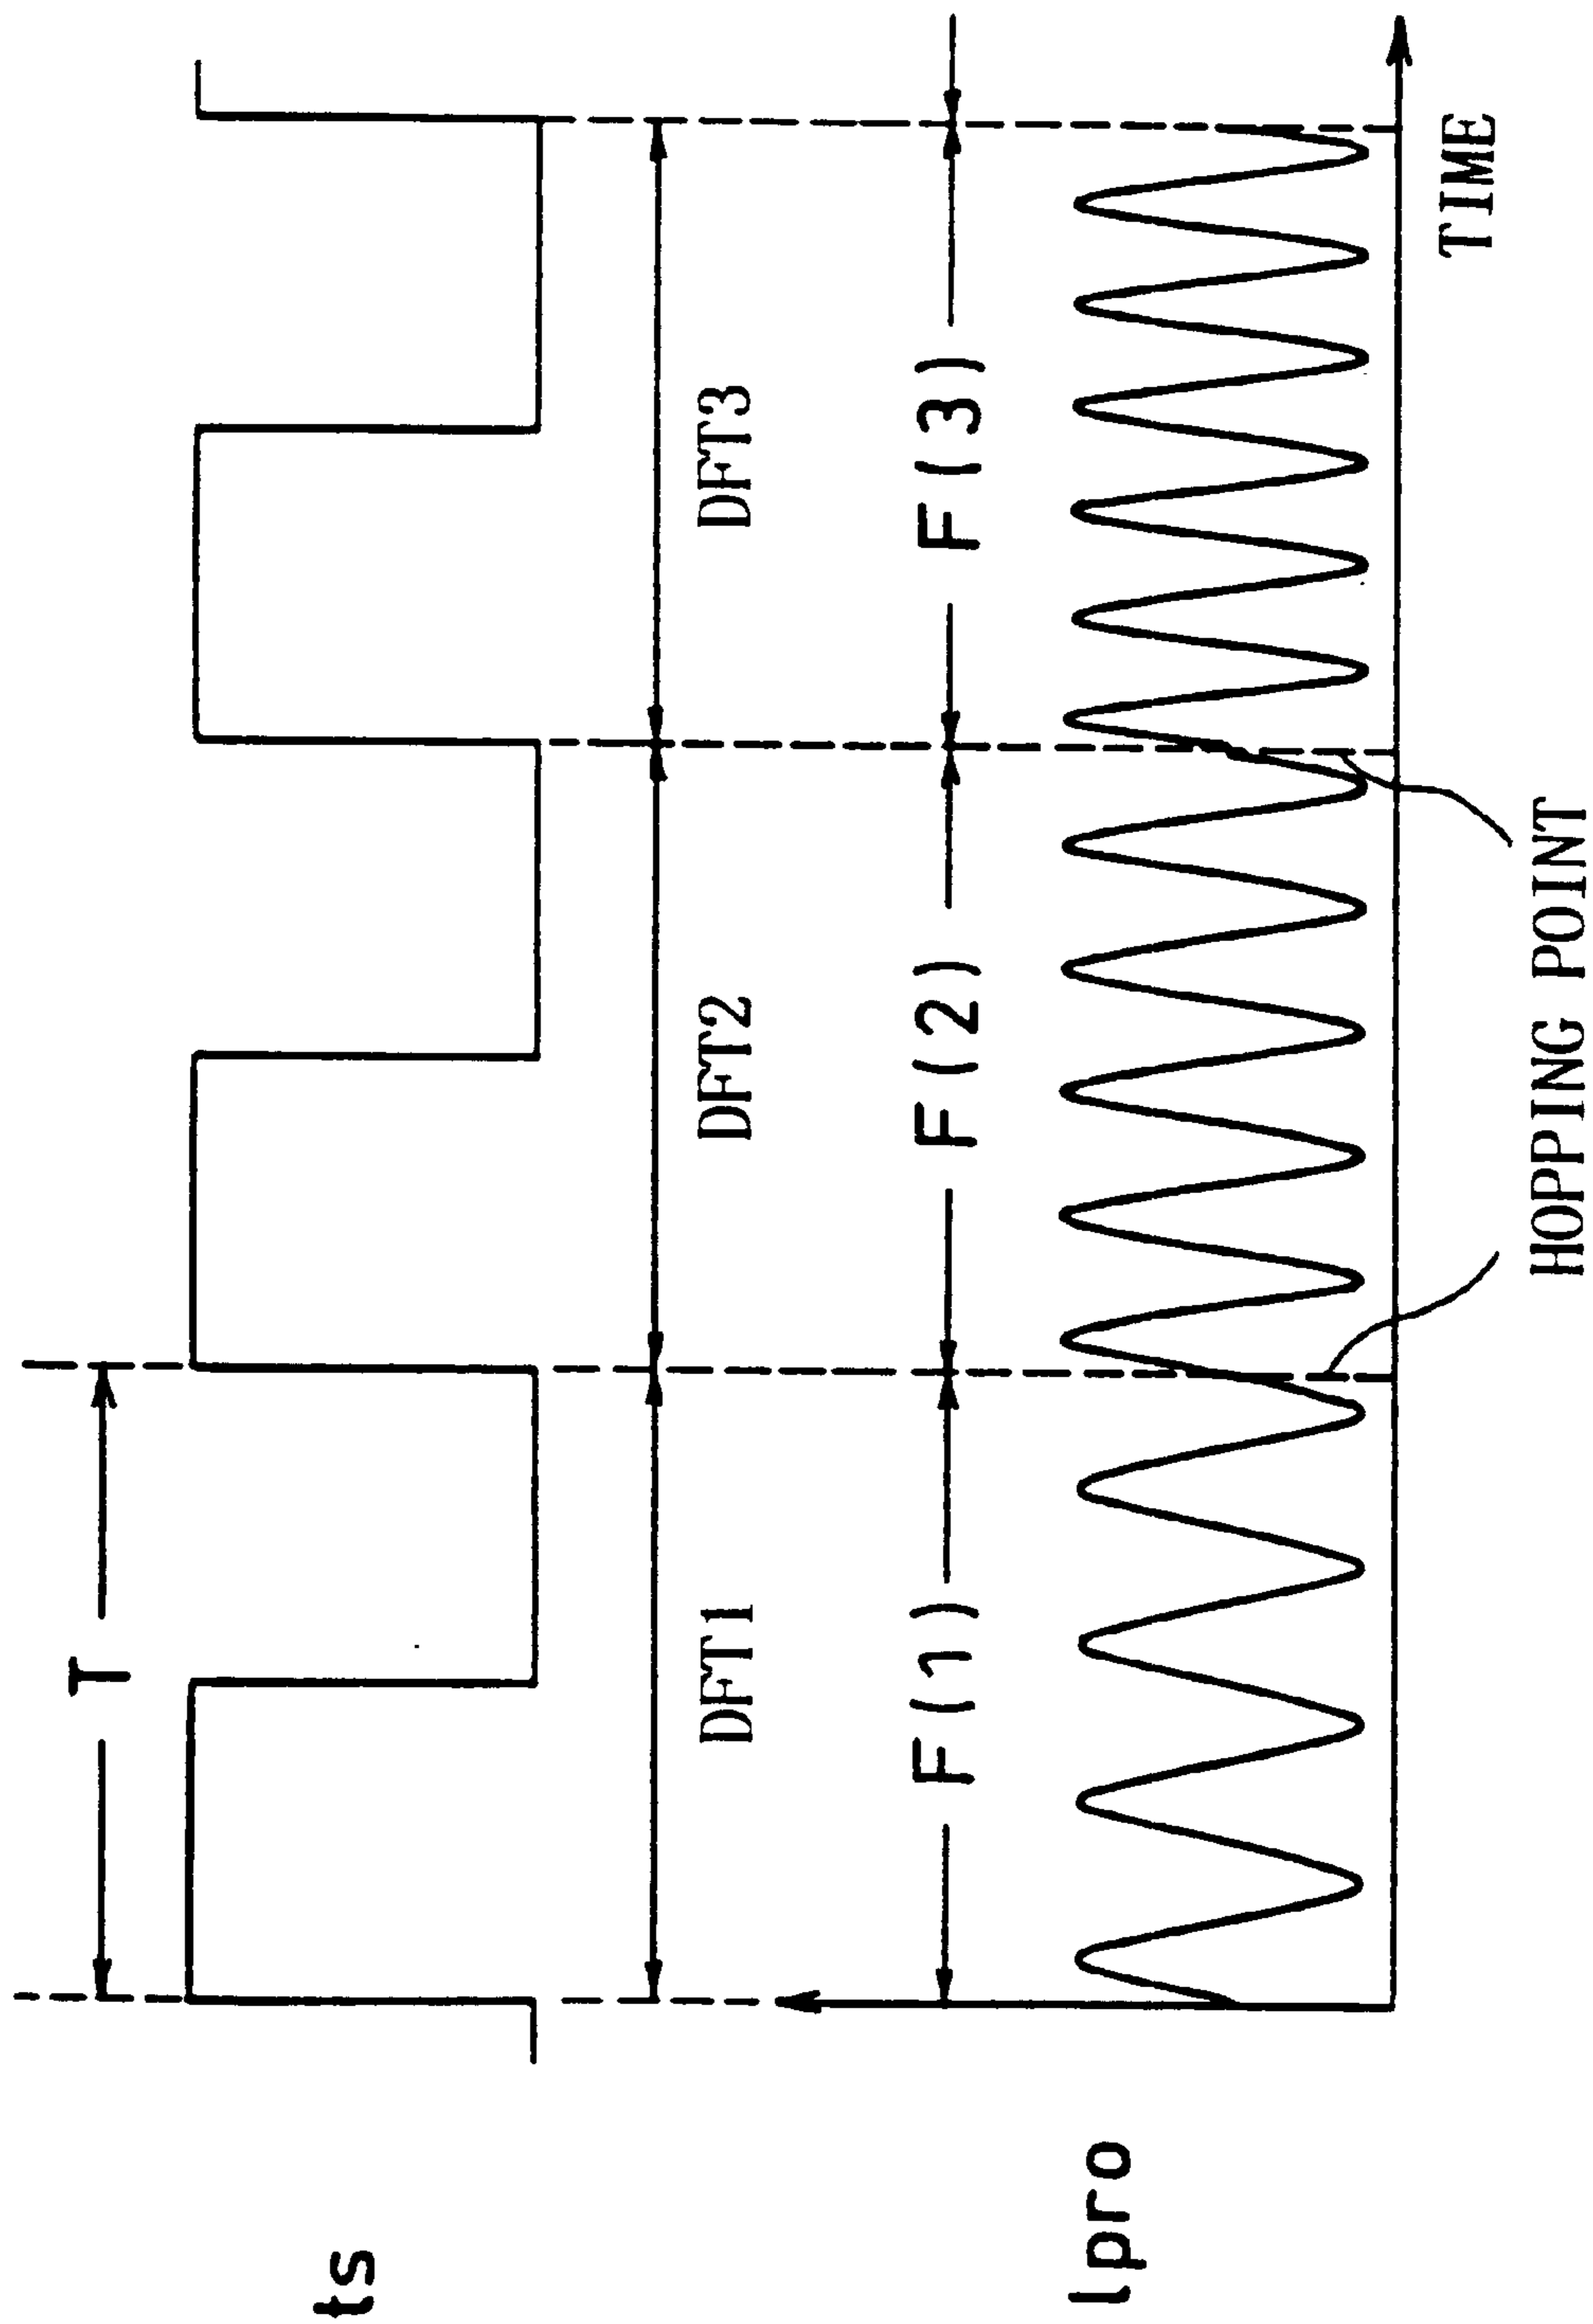 T
ts
DFT1 DFT2 DFT3
F(1) F(2) F(3)
lpro
TIME
HOPPING POINT